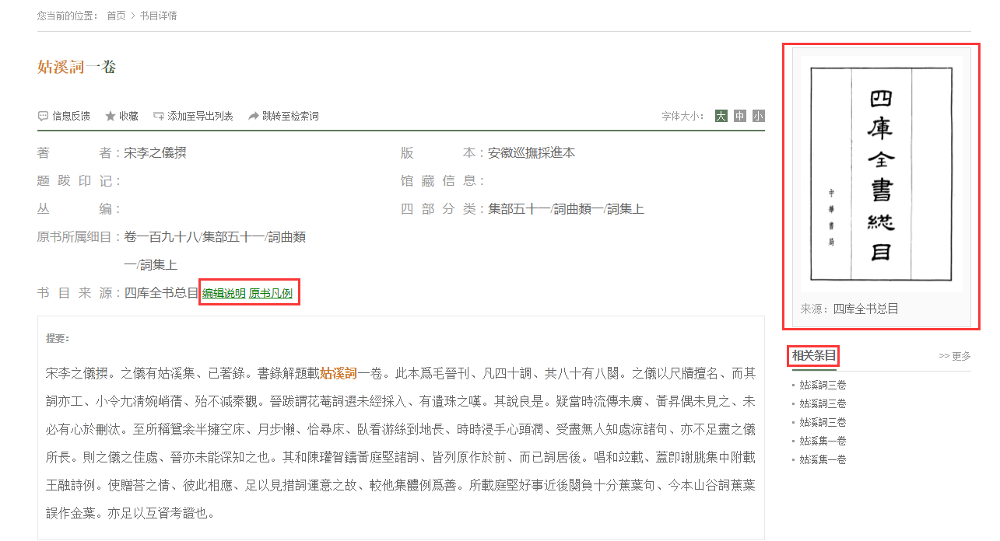 您当前的位置： 首页 > 书目详情
姑溪詞一卷
信息反馈 收藏 添加至导出列表 跳转至检索词 字体大小： 大 中 小
著者：宋李之儀撰 版本：安徽巡撫採進本
题跋印记： 馆藏信息：
丛编： 四部分类：集部五十一/詞曲類一/詞集上
原书所属细目：卷一百九十八/集部五十一/詞曲類
一/詞集上
书目来源：四库全书总目 编辑说明 原书凡例
提要：
宋李之儀撰。之儀有姑溪集、已著錄。書錄解題載姑溪詞一卷。此本爲毛晉刊、凡四十調、共八十有八闋。之儀以尺牘擅名、而其
詞亦工、小令尤淸婉峭蒨、殆不減秦觀。晉跋謂花菴詞選未經採入、有遺珠之嘆。其說良是。疑當時流傳未廣、黃昇偶未見之、未
必有心於刪汰。至所稱鴛衾半擁空床、月步懶、恰尋床、臥看游絲到地長、時時浸手心頭潤、受盡無人知處涼諸句、亦不足盡之儀
所長。則之儀之佳處、晉亦未能深知之也。其和陳瓘賀鑄黃庭堅諸詞、皆列原作於前、而已詞居後。唱和竝載、蓋卽謝朓集中附載
王融詩例。使贈荅之情、彼此相應、足以見措詞運意之故、較他集體例爲善。所載庭堅好事近後闋負十分蕉葉句、今本山谷詞蕉葉
誤作金葉。亦足以互資考證也。
四庫全書總目
中華書局
来源：四库全书总目
相关条目 >> 更多
姑溪詞三卷
姑溪詞三卷
姑溪詞三卷
姑溪集一卷
姑溪集一卷